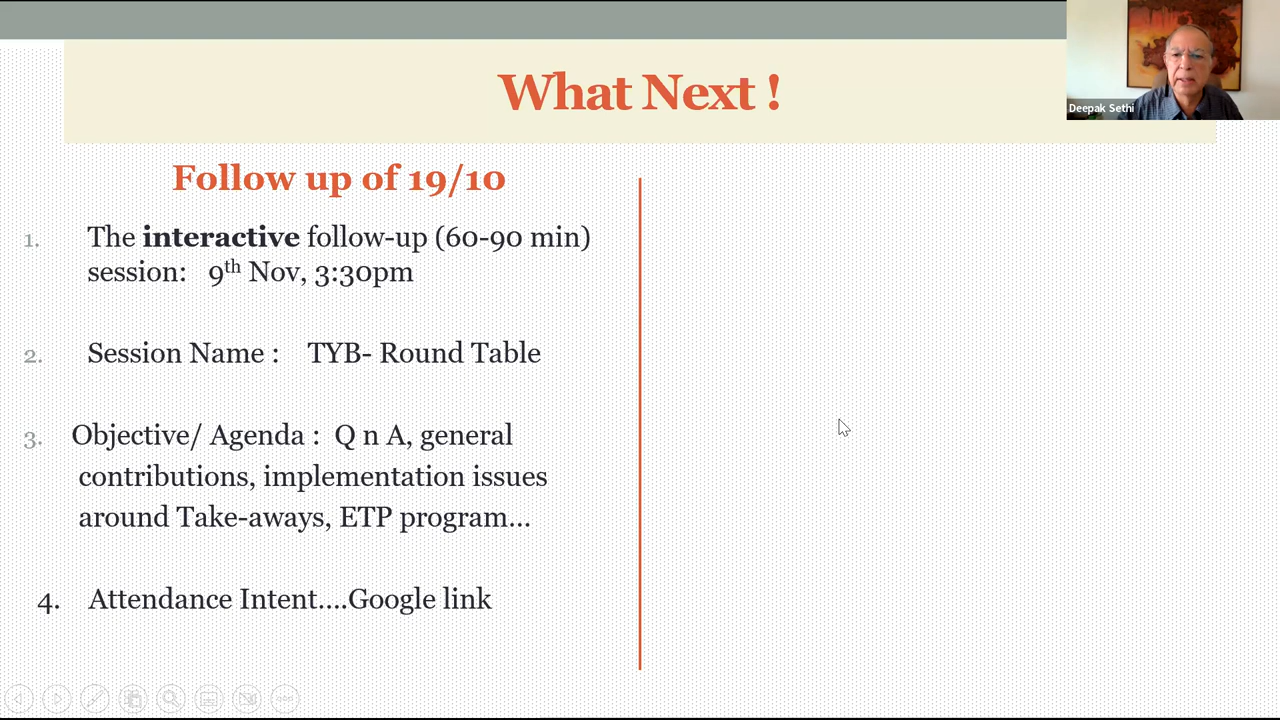 What Next !
Deepak Sethi
Follow up of 19/10
1. The interactive follow-up (60-90 min)
session: 9th Nov, 3:30pm
2. Session Name : TYB- Round Table
3. Objective/ Agenda : Q n A, general
contributions, implementation issues
around Take-aways, ETP program...
4. Attendance Intent....Google link